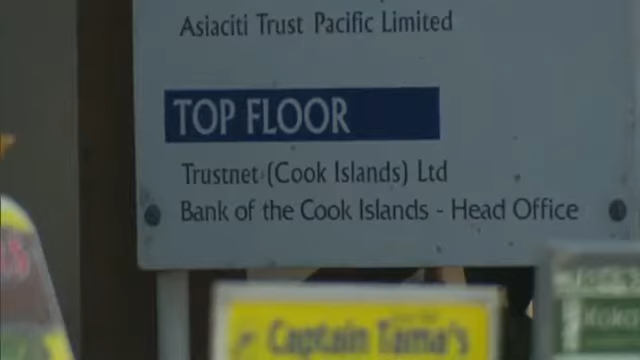 Asiaciti Trust Pacific Limited
TOP FLOOR
Trustnet (Cook Islands) Ltd
Bank of the Cook Islands - Head Office
Captain Tama's